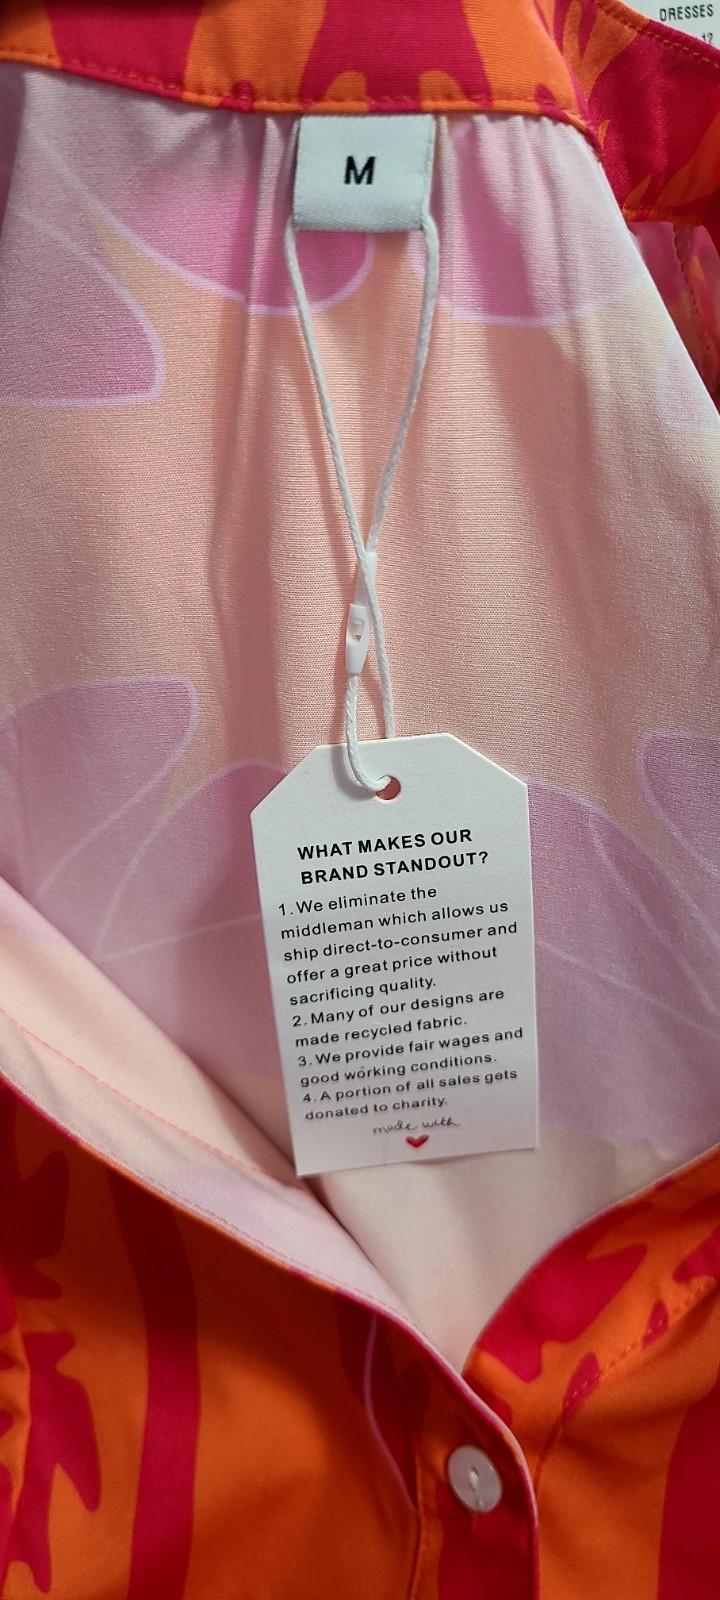 DRESSES
12
M
WHAT MAKES OUR
BRAND STANDOUT?
1.We eliminate the
middleman which allows us
ship direct-to-consumer and
offer a great price without
sacrificing quality.
2.Many of our designs are
made recycled fabric.
3.We provide fair wages and
good working conditions.
4.A portion of all sales gets
donated to charity.
made with